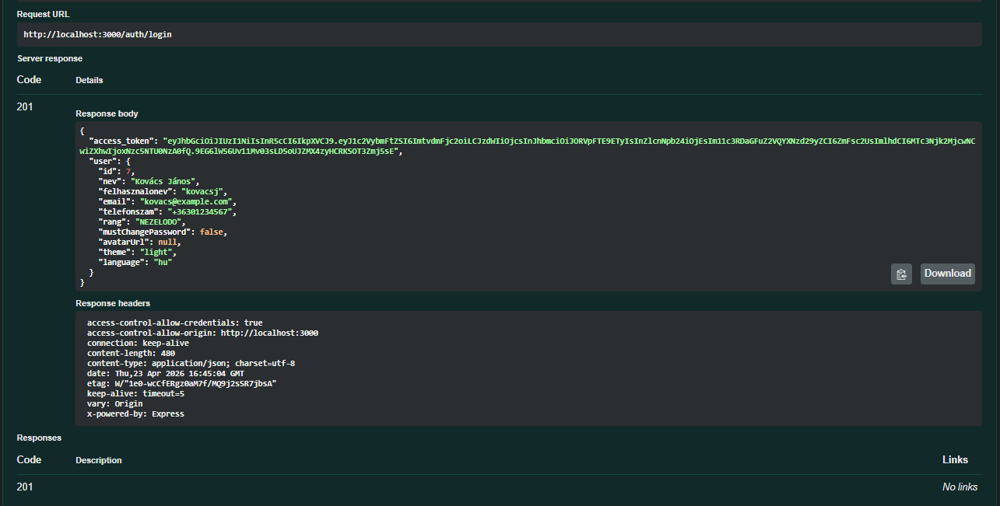 Request URL
http://localhost:3000/auth/login
Server response
Code Details
201
Response body
{
"access_token": "eyJhbGciOiJIUzI1NiIsInR5cCI6IkpXVCJ9.eyJ1c2VybmFtZSI6ImtvdmFjc2oiLCJzdWIiOjcsInJhbmciOiJORVpFTE9ETyIsInZlcnNpb24iOjEsIm11c3RDaGFuZ2VQYXNzd29yZCI6ZmFsc2UsImlhdCI6MTc3Njk2MjcwNC
wiZXhwIjoxNzc5NTU0NzA0fQ.9EG6lW56Uv11Mv03sLD5oUJZMX4zyHCRKSOT3Zmj5sE",
"user": {
"id": 7,
"nev": "Kovács János",
"felhasznalonev": "kovacsj",
"email": "kovacs@example.com",
"telefonszam": "+36301234567",
"rang": "NEZELODO",
"mustChangePassword": false,
"avatarUrl": null,
"theme": "light",
"language": "hu"
}
}
Download
Response headers
access-control-allow-credentials: true
access-control-allow-origin: http://localhost:3000
connection: keep-alive
content-length: 480
content-type: application/json; charset=utf-8
date: Thu,23 Apr 2026 16:45:04 GMT
etag: W/"1e0-wcCfERgz0aM7f/MQ9j2sSR7jbsA"
keep-alive: timeout=5
vary: Origin
x-powered-by: Express
Responses
Code Description Links
201 No links